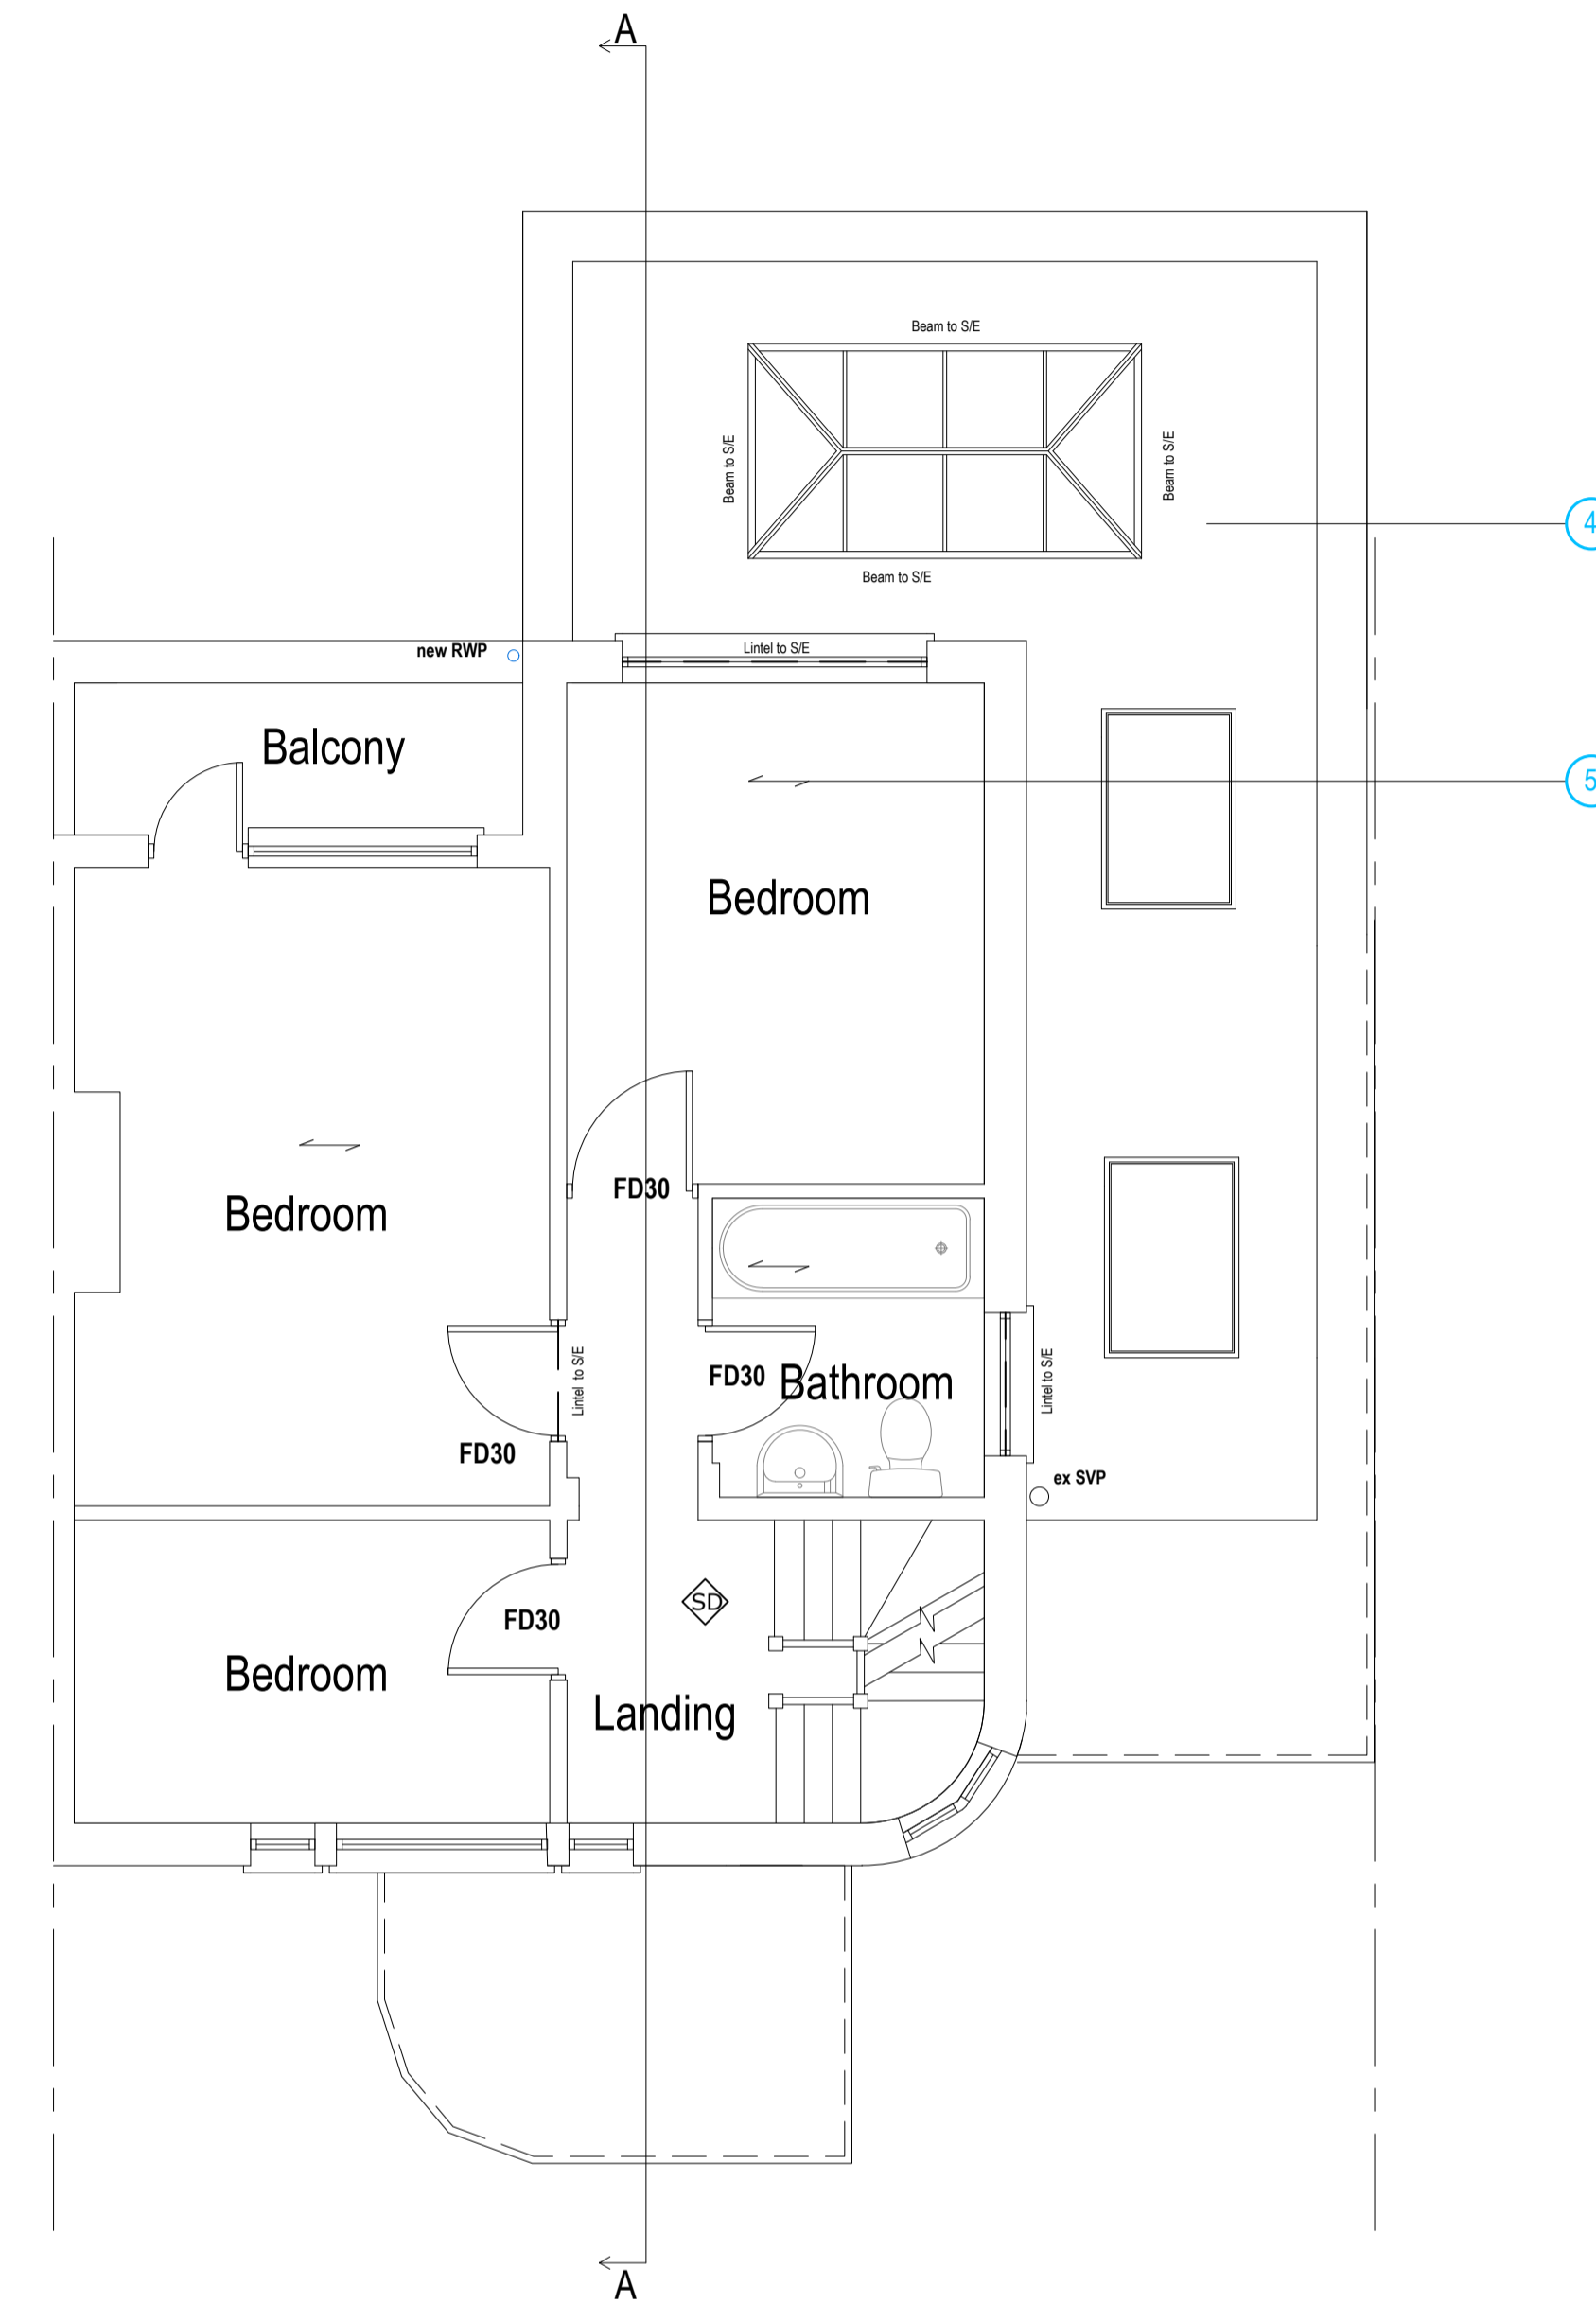 A
Beam to S/E
Beam to S/E
Beam to S/E
4
Beam to S/E
new RWP
Lintel to S/E
Balcony
5
Bedroom
FD30
Bedroom
Lintel to S/E
FD30
Bathroom
Lintel to S/E
FD30
ex SVP
SD
FD30
Bedroom
Landing
A